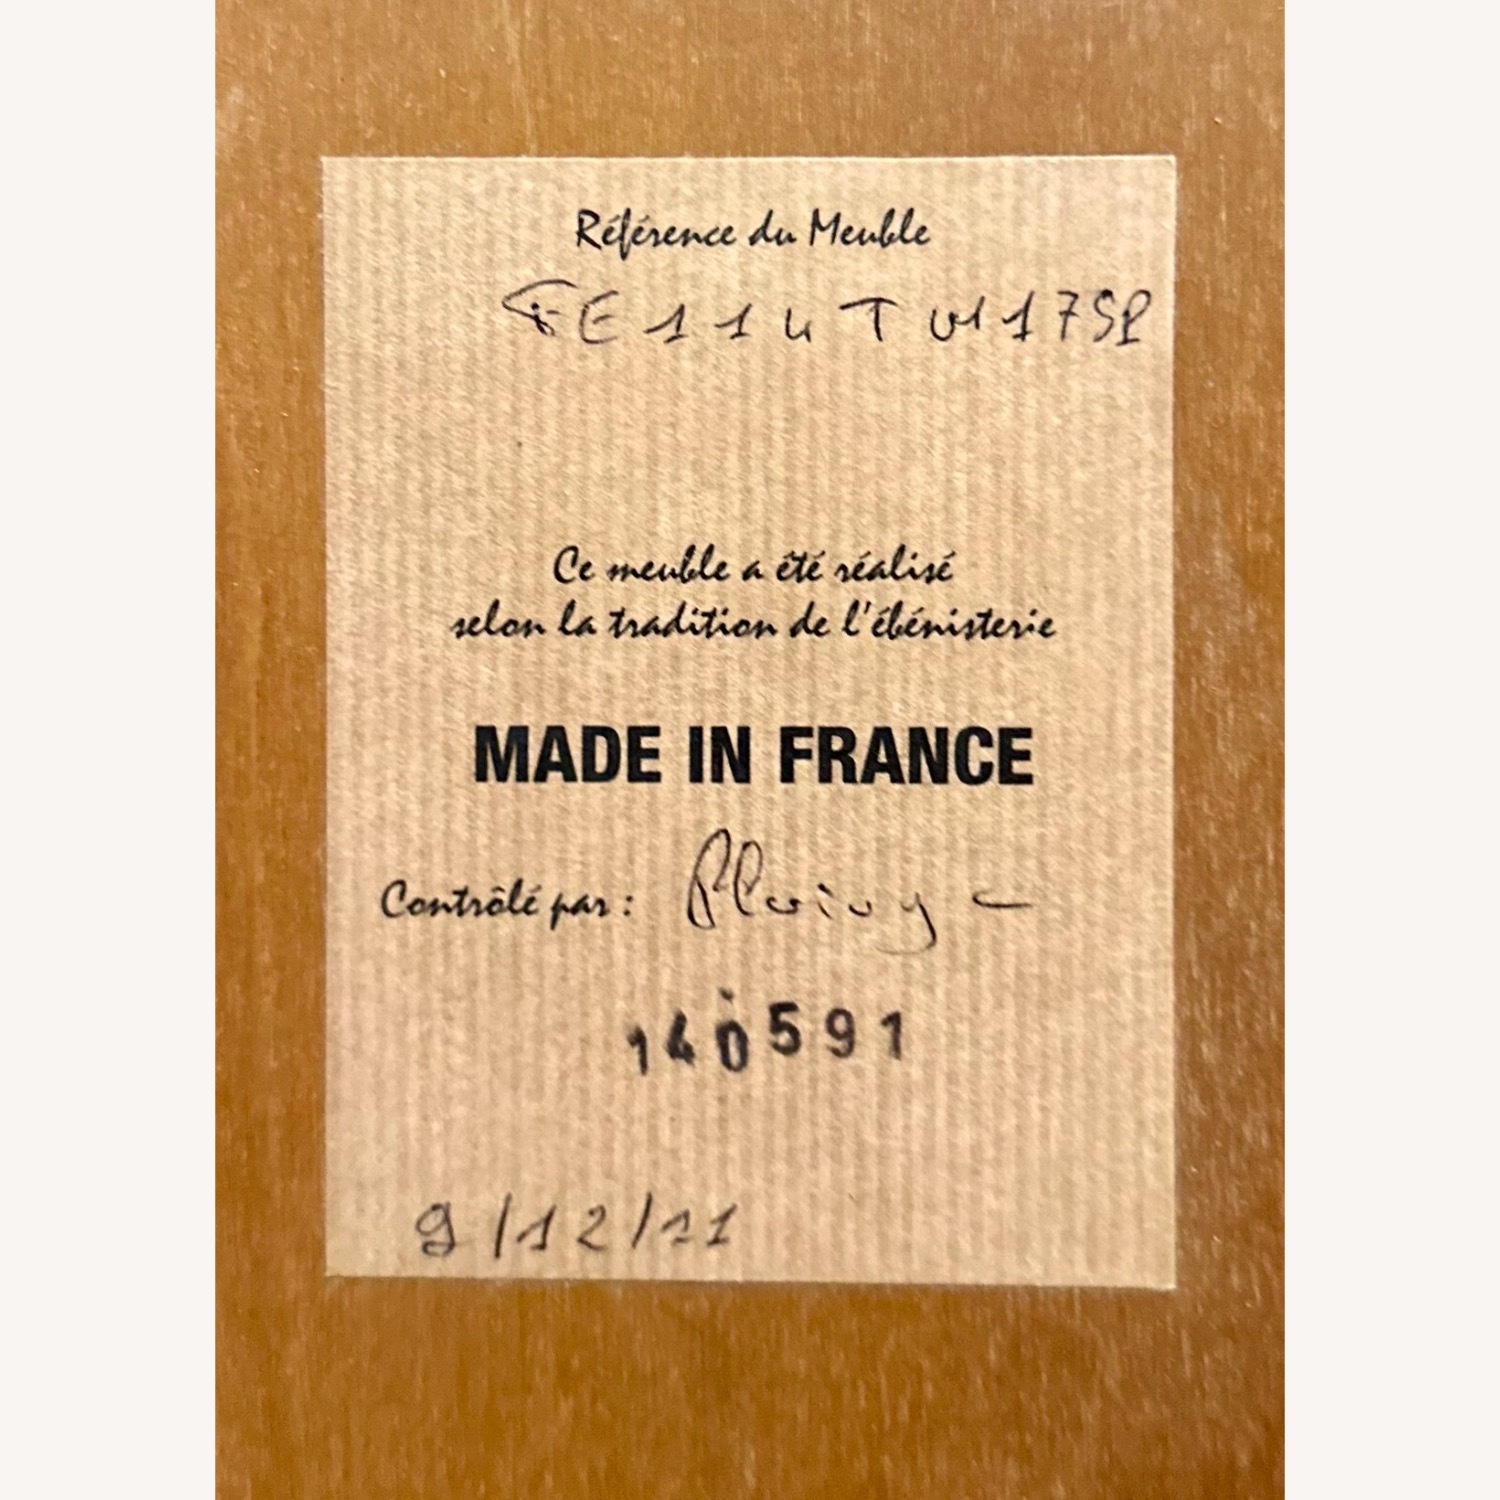 Référence du Meuble
Ce meuble a été réalisé
selon la tradition de l'ébénisterie
MADE IN FRANCE
Contrôlé par :
140591
9/12/11